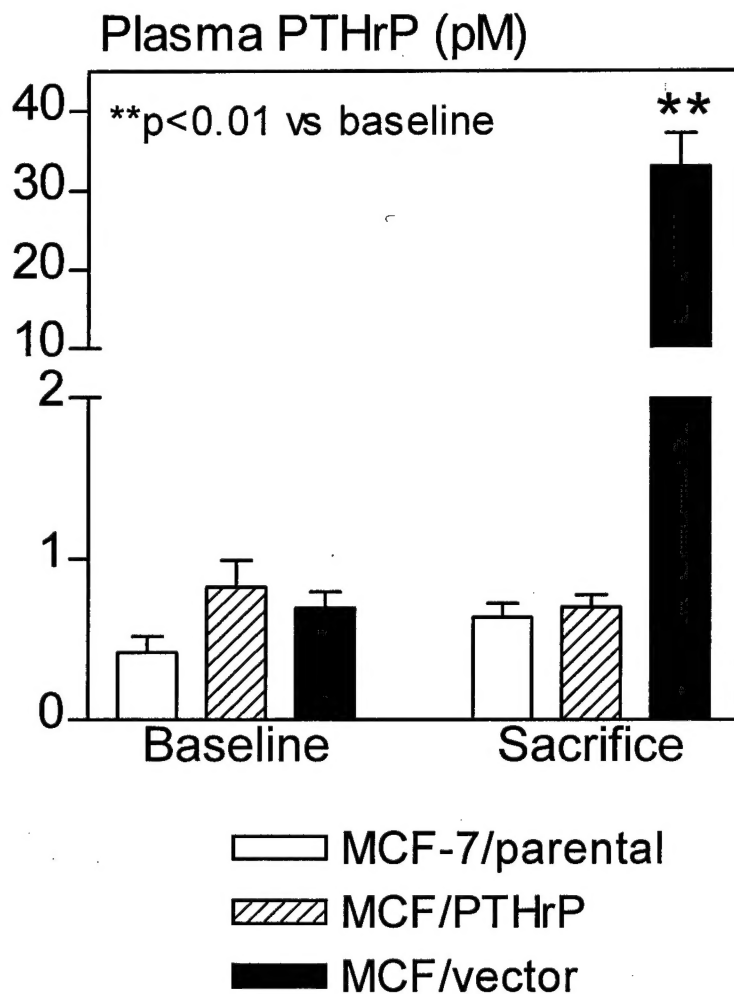 Plasma PTHrP (pM)
40
**p<0.01 vs baseline
**
30
20
10
2
1
0
Baseline
Sacrifice
MCF-7/parental
MCF/PTHrP
MCF/vector